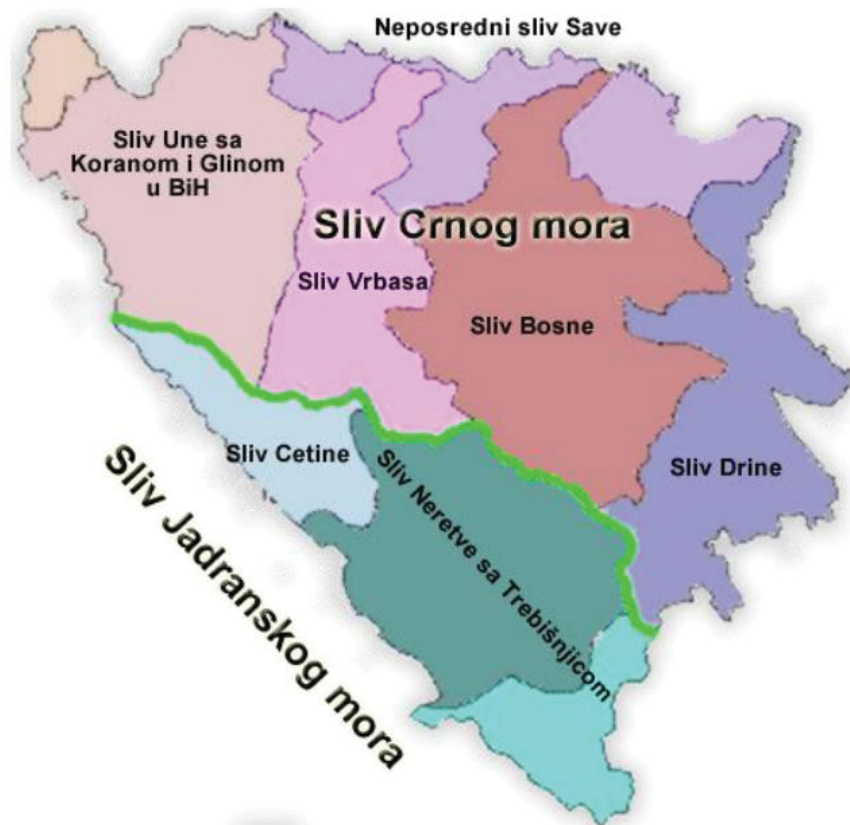 Neposredni sliv Save
Sliv Une sa
Koranom i Glinom
u BiH
Sliv Crnog mora
Sliv Vrbasa
Sliv Bosne
Sliv Cetine
Sliv Neretve sa Trebišnjicom
Sliv Drine
Sliv Jadranskog mora